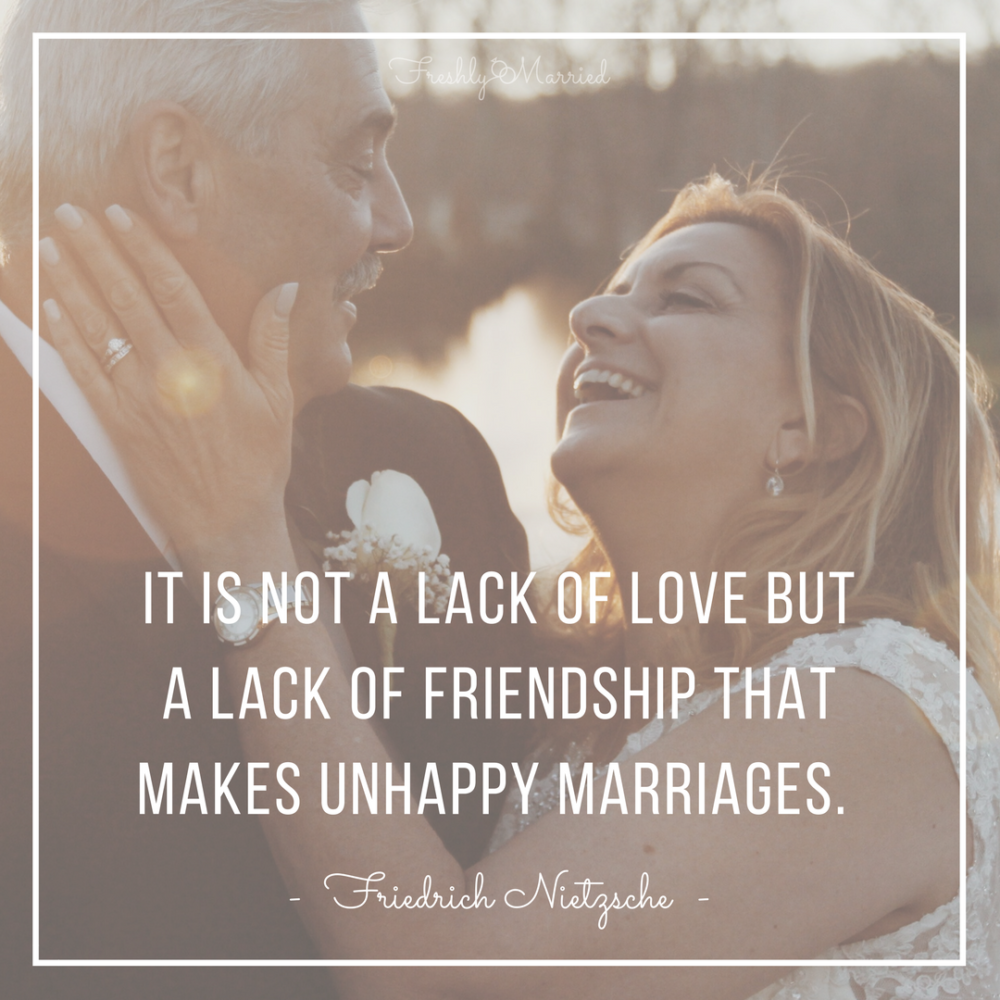 Freshly Married
IT IS NOT A LACK OF LOVE BUT
A LACK OF FRIENDSHIP THAT
MAKES UNHAPPY MARRIAGES.
- Friedrich Nietzsche -